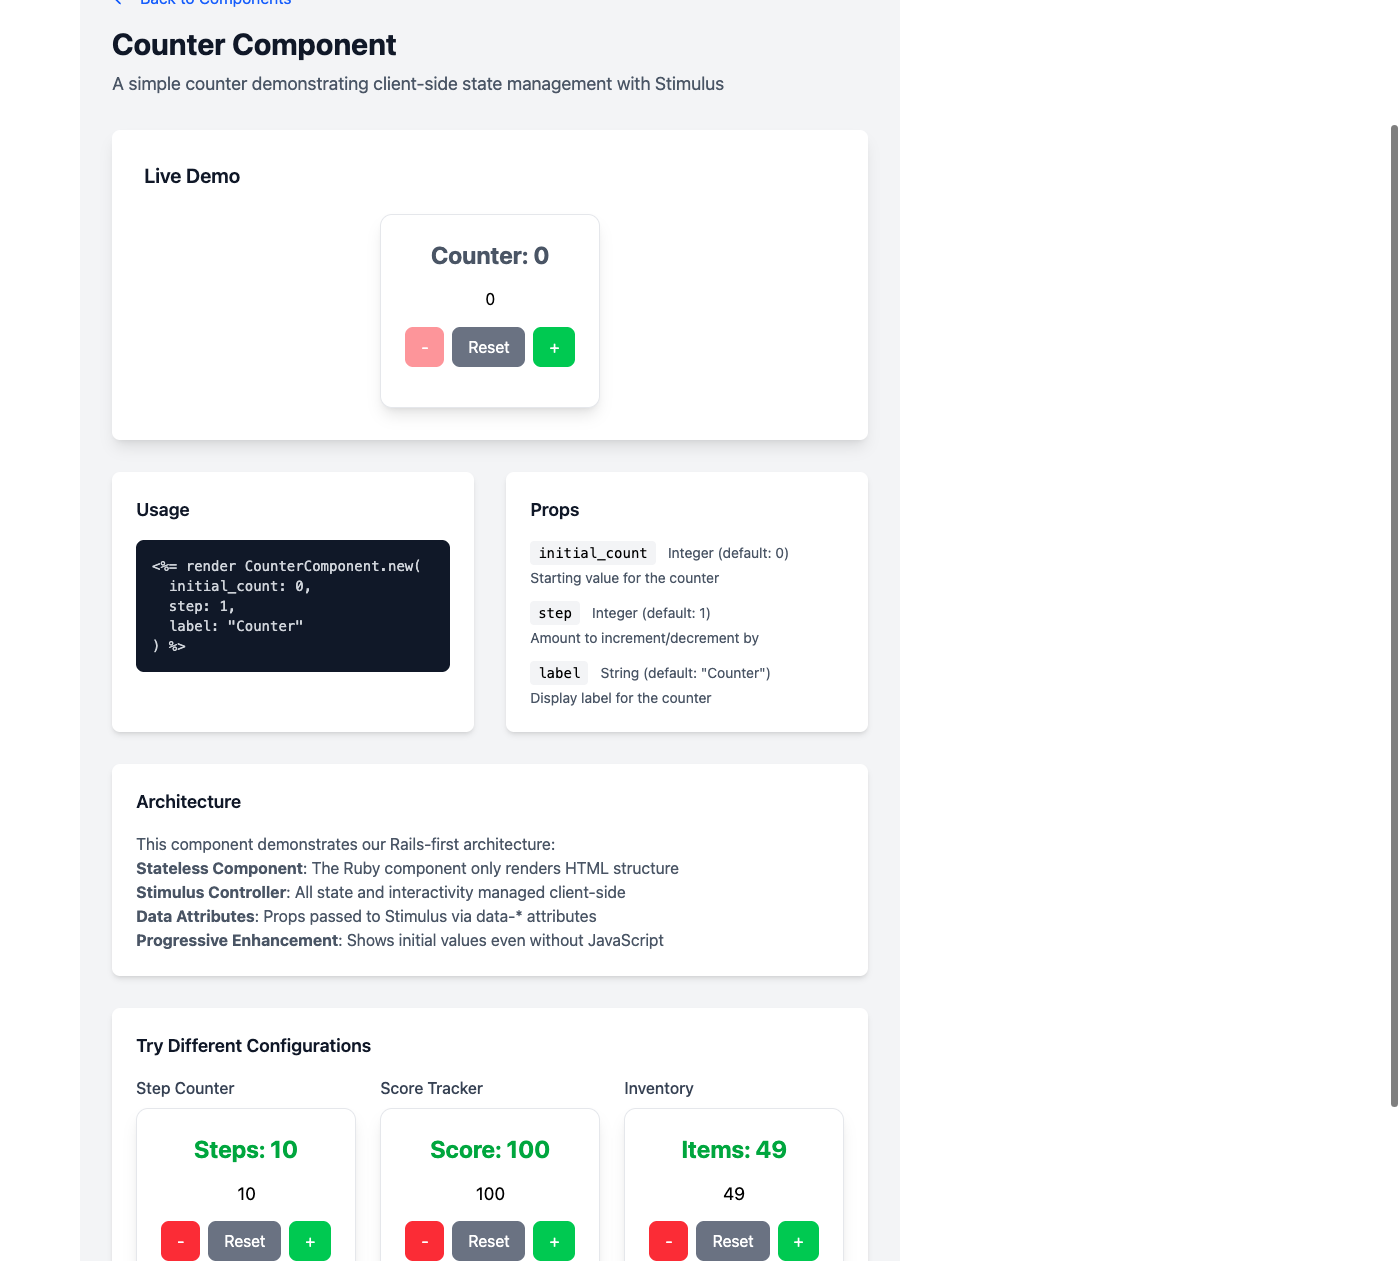 Back to Components
Counter Component
A simple counter demonstrating client-side state management with Stimulus
Live Demo
Counter: 0
0
- Reset +
Usage
<%= render CounterComponent.new(
  initial_count: 0,
  step: 1,
  label: "Counter"
) %>
Props
initial_count Integer (default: 0)
Starting value for the counter
step Integer (default: 1)
Amount to increment/decrement by
label String (default: "Counter")
Display label for the counter
Architecture
This component demonstrates our Rails-first architecture:
Stateless Component: The Ruby component only renders HTML structure
Stimulus Controller: All state and interactivity managed client-side
Data Attributes: Props passed to Stimulus via data-* attributes
Progressive Enhancement: Shows initial values even without JavaScript
Try Different Configurations
Step Counter
Steps: 10
10
- Reset +
Score Tracker
Score: 100
100
- Reset +
Inventory
Items: 49
49
- Reset +